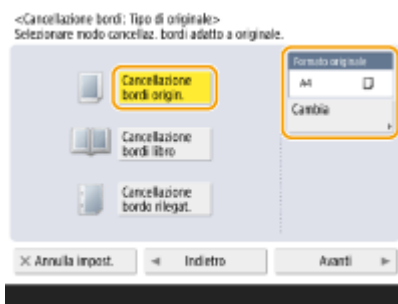 <Cancellazione bordi: Tipo di originale>
Selezionare modo cancellaz. bordi adatto a originale.
Formato originale
Cancellazione
bordi origin.
A4
Cambia
Cancellazione
bordi libro
Cancellazione
bordo rilegat.
Annulla impost.
Indietro
Avanti